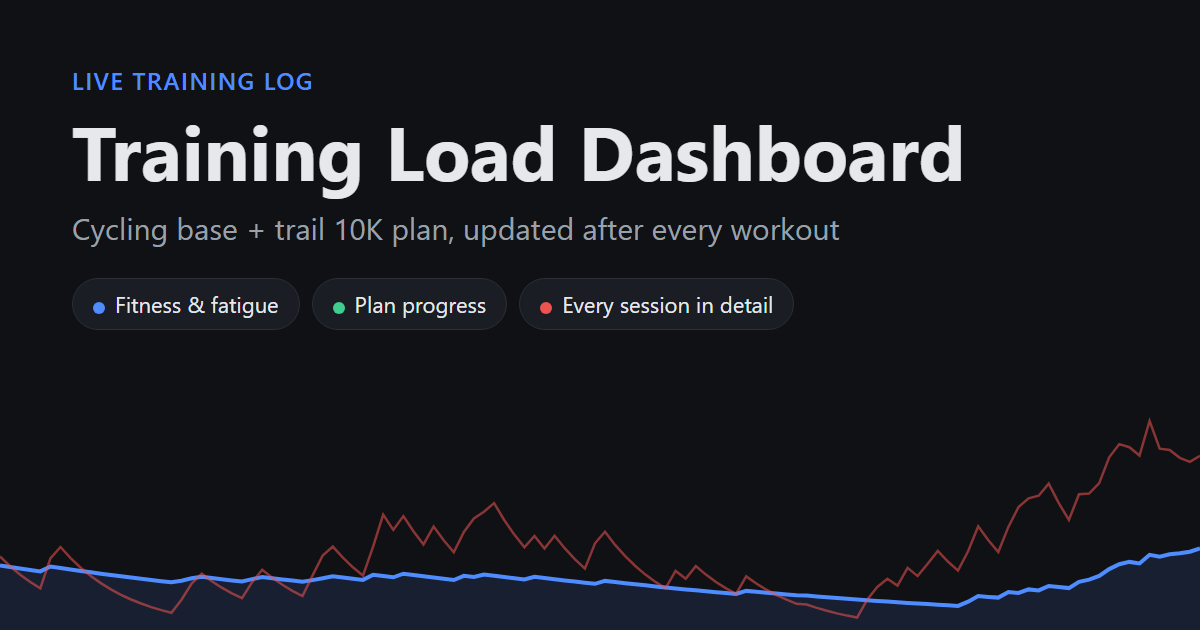 LIVE TRAINING LOG
Training Load Dashboard
Cycling base + trail 10K plan, updated after every workout
Fitness & fatigue
Plan progress
Every session in detail